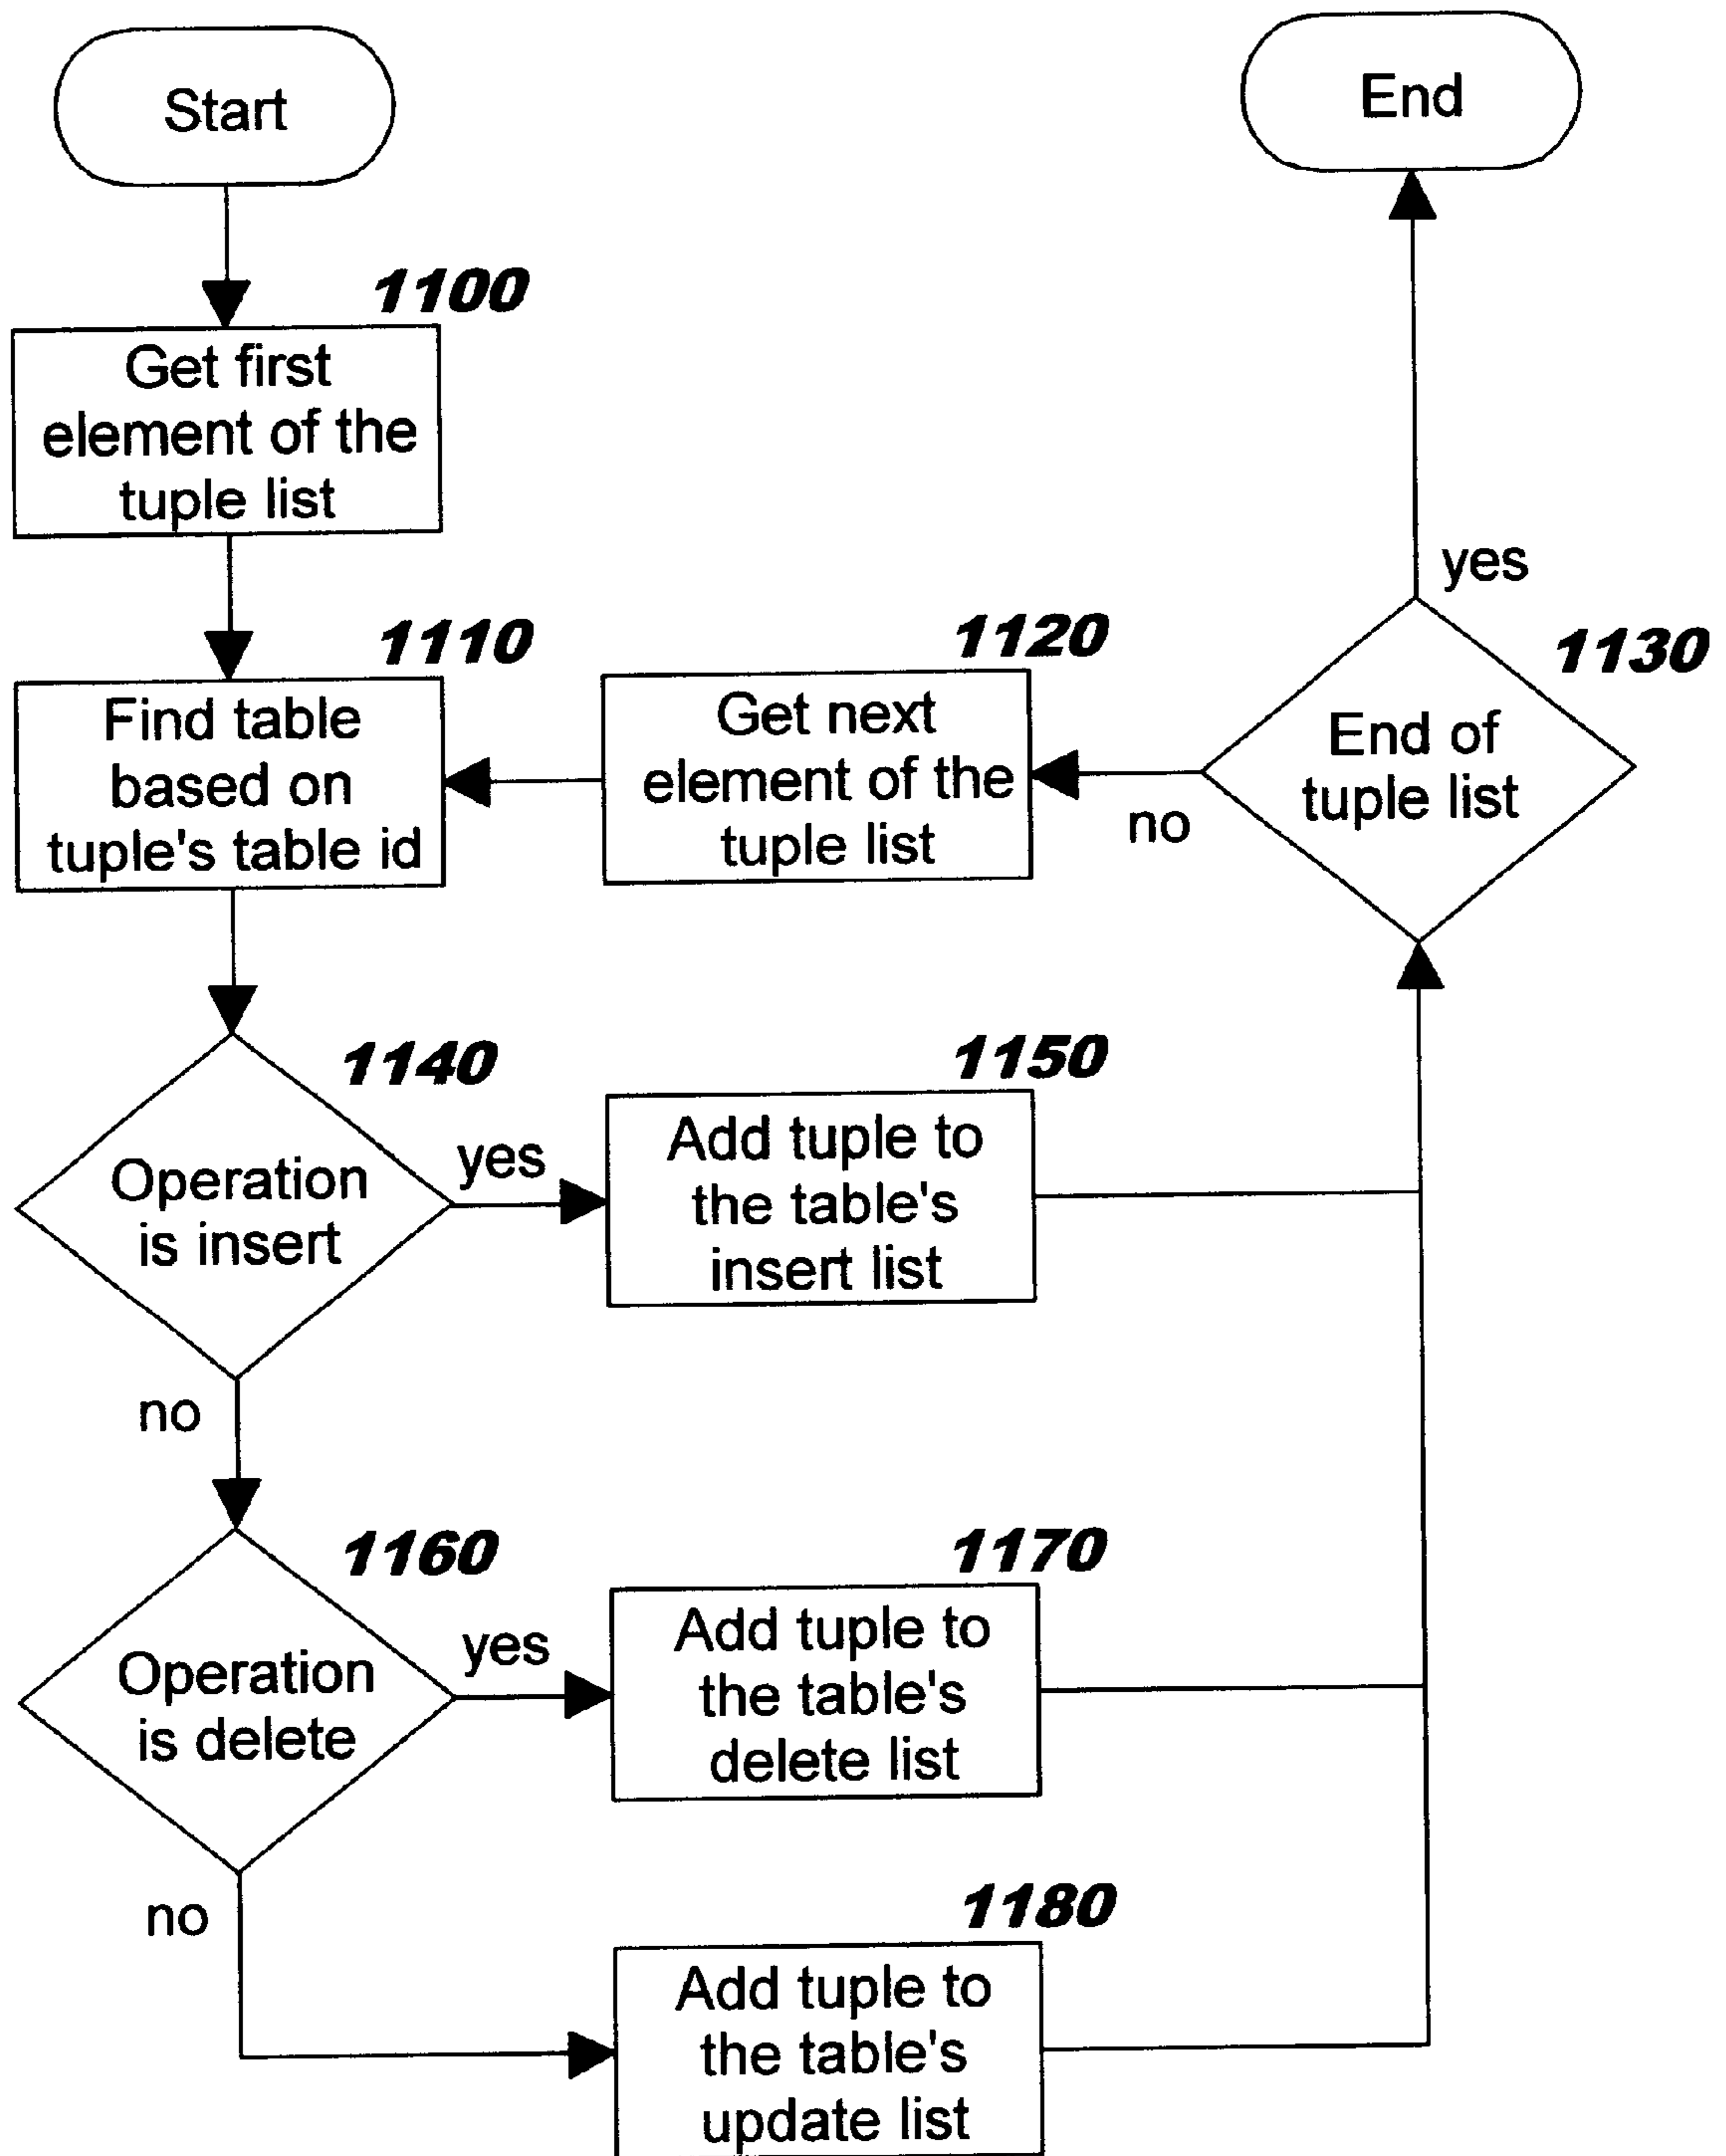 Start
End
1100
Get first
element of the
tuple list
yes
1110
Find table
based on
tuple's table id
1120
Get next
element of the
tuple list
no
1130
End of
tuple list
1140
Operation
is insert
yes
1150
Add tuple to
the table's
insert list
no
1160
Operation
is delete
yes
1170
Add tuple to
the table's
delete list
no
1180
Add tuple to
the table's
update list